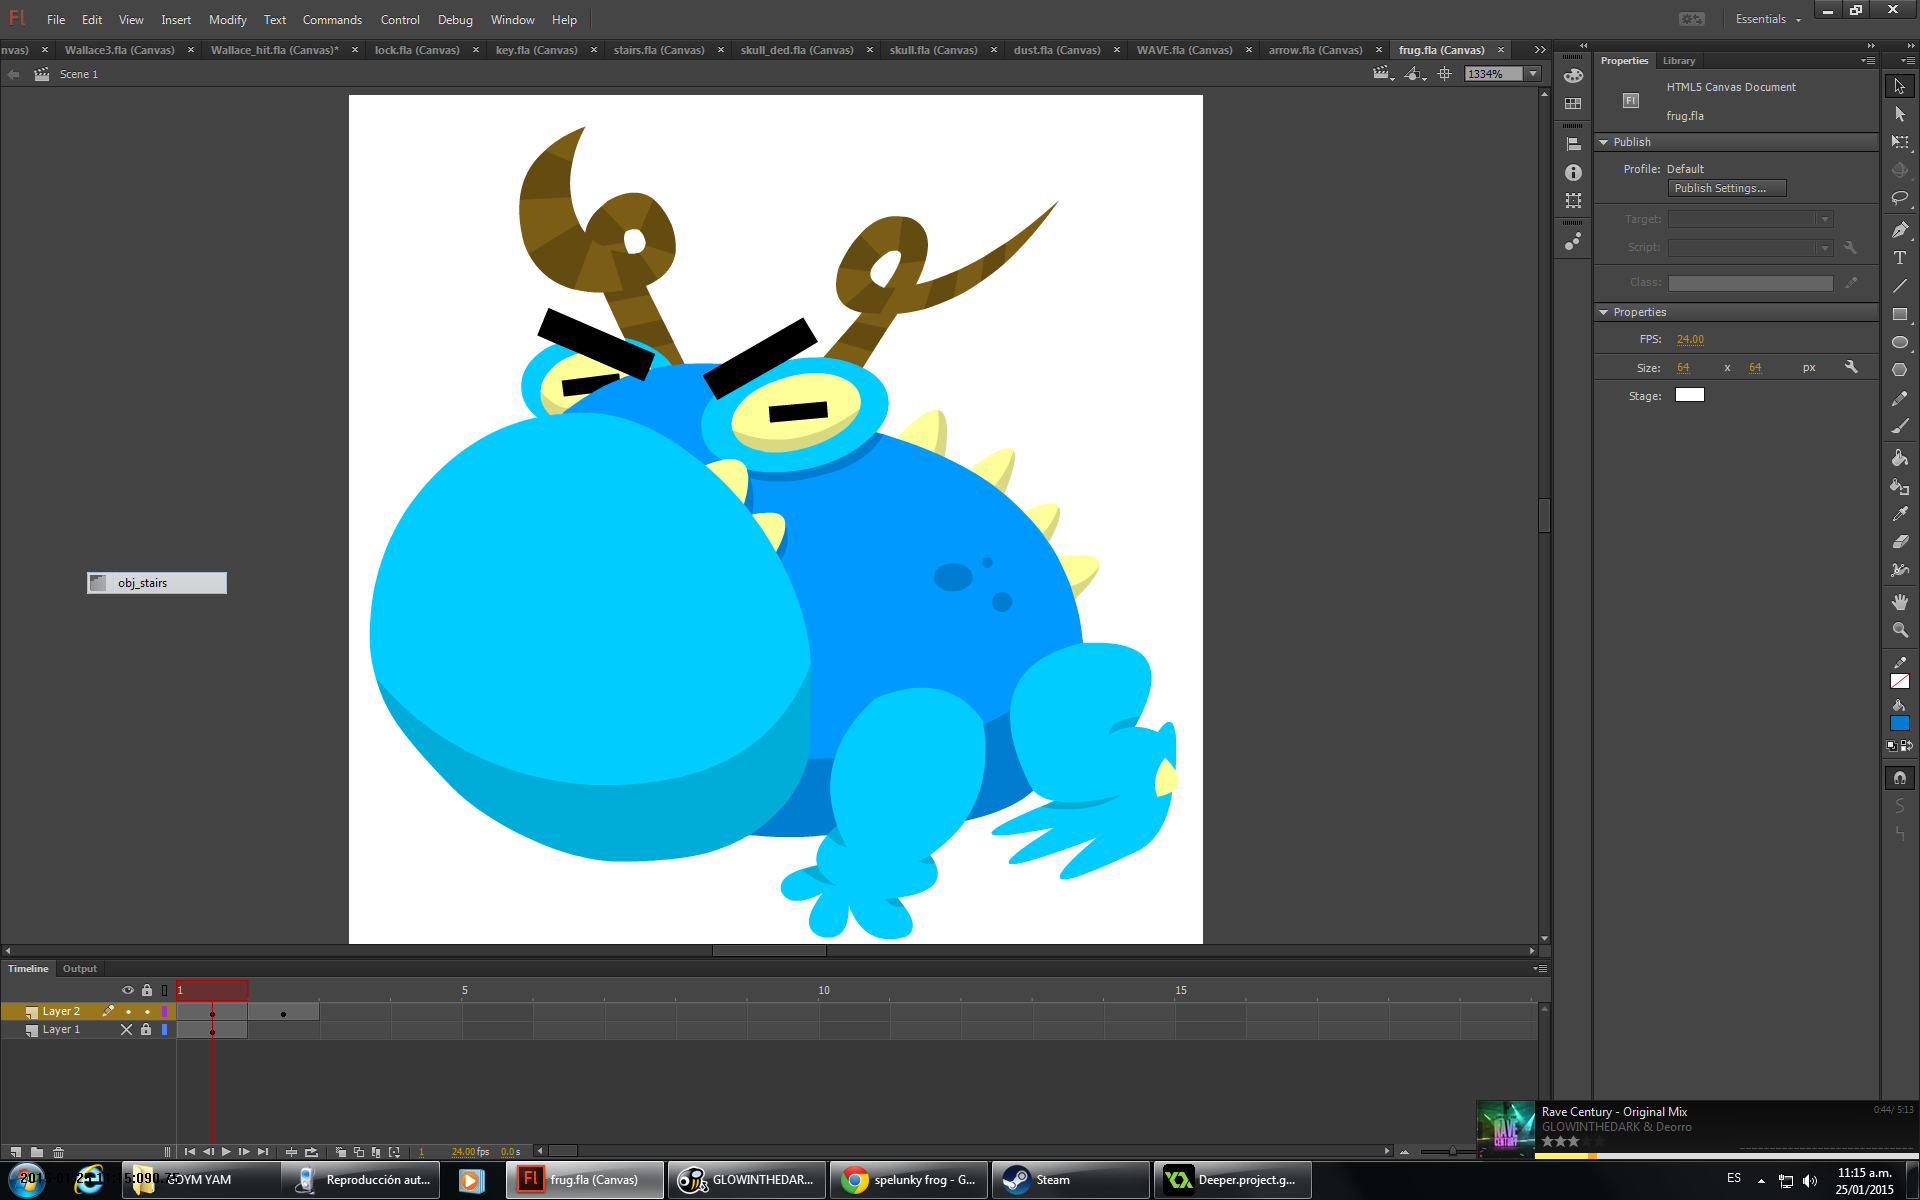 Fl File Edit View Insert Modify Text Commands Control Debug Window Help Essentials
nvas) Wallace3.fla (Canvas) Wallace_hit.fla (Canvas)* lock.fla (Canvas) key.fla (Canvas) stairs.fla (Canvas) skull_ded.fla (Canvas) skull.fla (Canvas) dust.fla (Canvas) WAVE.fla (Canvas) arrow.fla (Canvas) frug.fla (Canvas)
Scene 1 1334%
Properties Library
HTML5 Canvas Document
Fl
frug.fla
Publish
Profile: Default
Publish Settings...
Target:
Script:
Class:
Properties
FPS: 24.00
Size: 64 x 64 px
Stage:
obj_stairs
Timeline Output
1 5 10 15
Layer 2
Layer 1
1 24.00 fps 0.0 s
Rave Century - Original Mix 0:44/ 5:13
GLOWINTHEDARK & Deorro
RAVE
CENTURY
GOYM YAM Reproducción aut... Fl frug.fla (Canvas) GLOWINTHEDAR... spelunky frog - G... Steam Deeper.project.g... ES
11:15 a.m.
25/01/2015